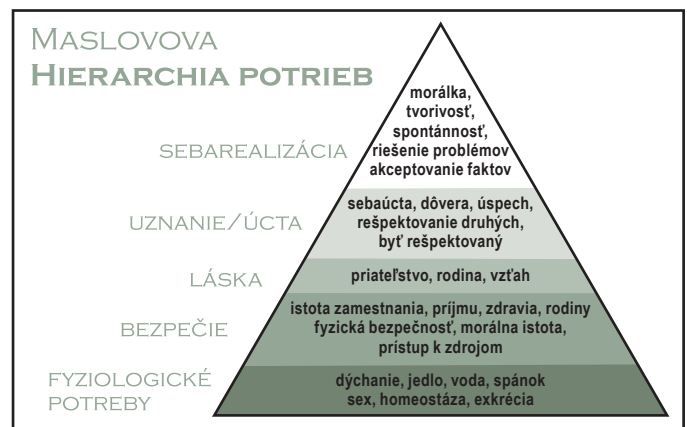 MASLOVOVA
HIERARCHIA POTRIEB
SEBAREALIZÁCIA
morálka,
tvorivosť,
spontánnosť,
riešenie problémov
akceptovanie faktov
UZNANIE/ÚCTA
sebaúcta, dôvera, úspech,
rešpektovanie druhých,
byť rešpektovaný
LÁSKA
priateľstvo, rodina, vzťah
BEZPEČIE
istota zamestnania, príjmu, zdravia, rodiny
fyzická bezpečnosť, morálna istota,
prístup k zdrojom
FYZIOLOGICKÉ
POTREBY
dýchanie, jedlo, voda, spánok
sex, homeostáza, exkrécia